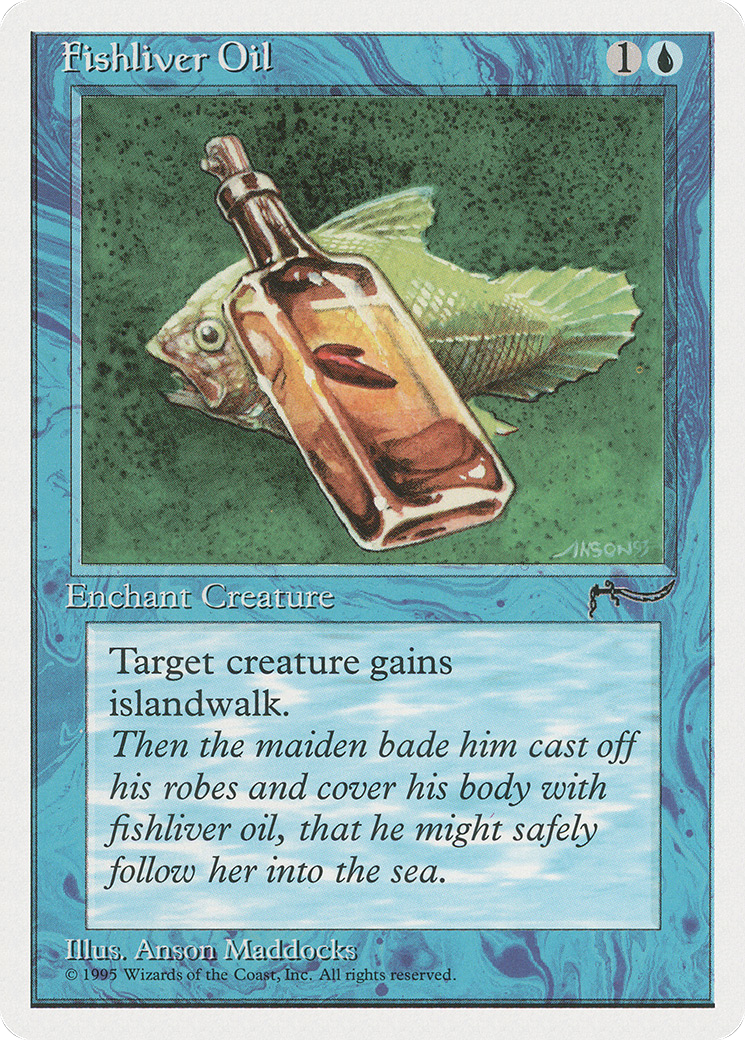 Fishliver Oil
1
ANSON 93
Enchant Creature
Target creature gains
islandwalk.
Then the maiden bade him cast off
his robes and cover his body with
fishliver oil, that he might safely
follow her into the sea.
Illus. Anson Maddocks
© 1995 Wizards of the Coast, Inc. All rights reserved.